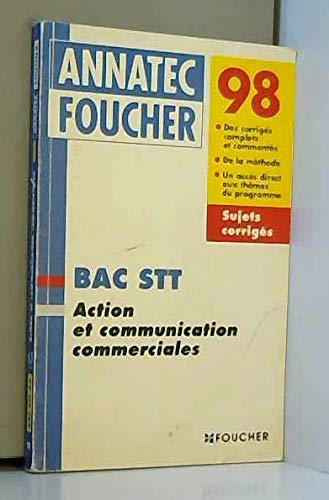 ANNATEC
FOUCHER
98
Des corrigés
complets
et commentés
De la méthode
Un accès direct
aux thèmes
du programme
Sujets
corrigés
BAC STT
Action
et communication
commerciales
FOUCHER
ANNATEC